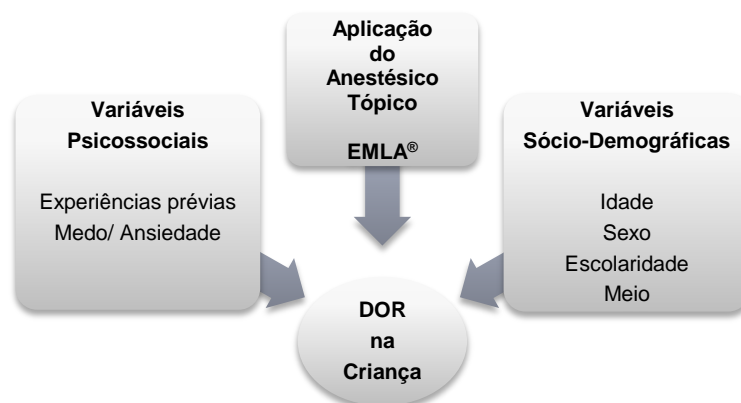 Aplicação
do
Anestésico
Tópico
EMLA®
Variáveis
Psicossociais
Experiências prévias
Medo/ Ansiedade
Variáveis
Sócio-Demográficas
Idade
Sexo
Escolaridade
Meio
DOR
na
Criança